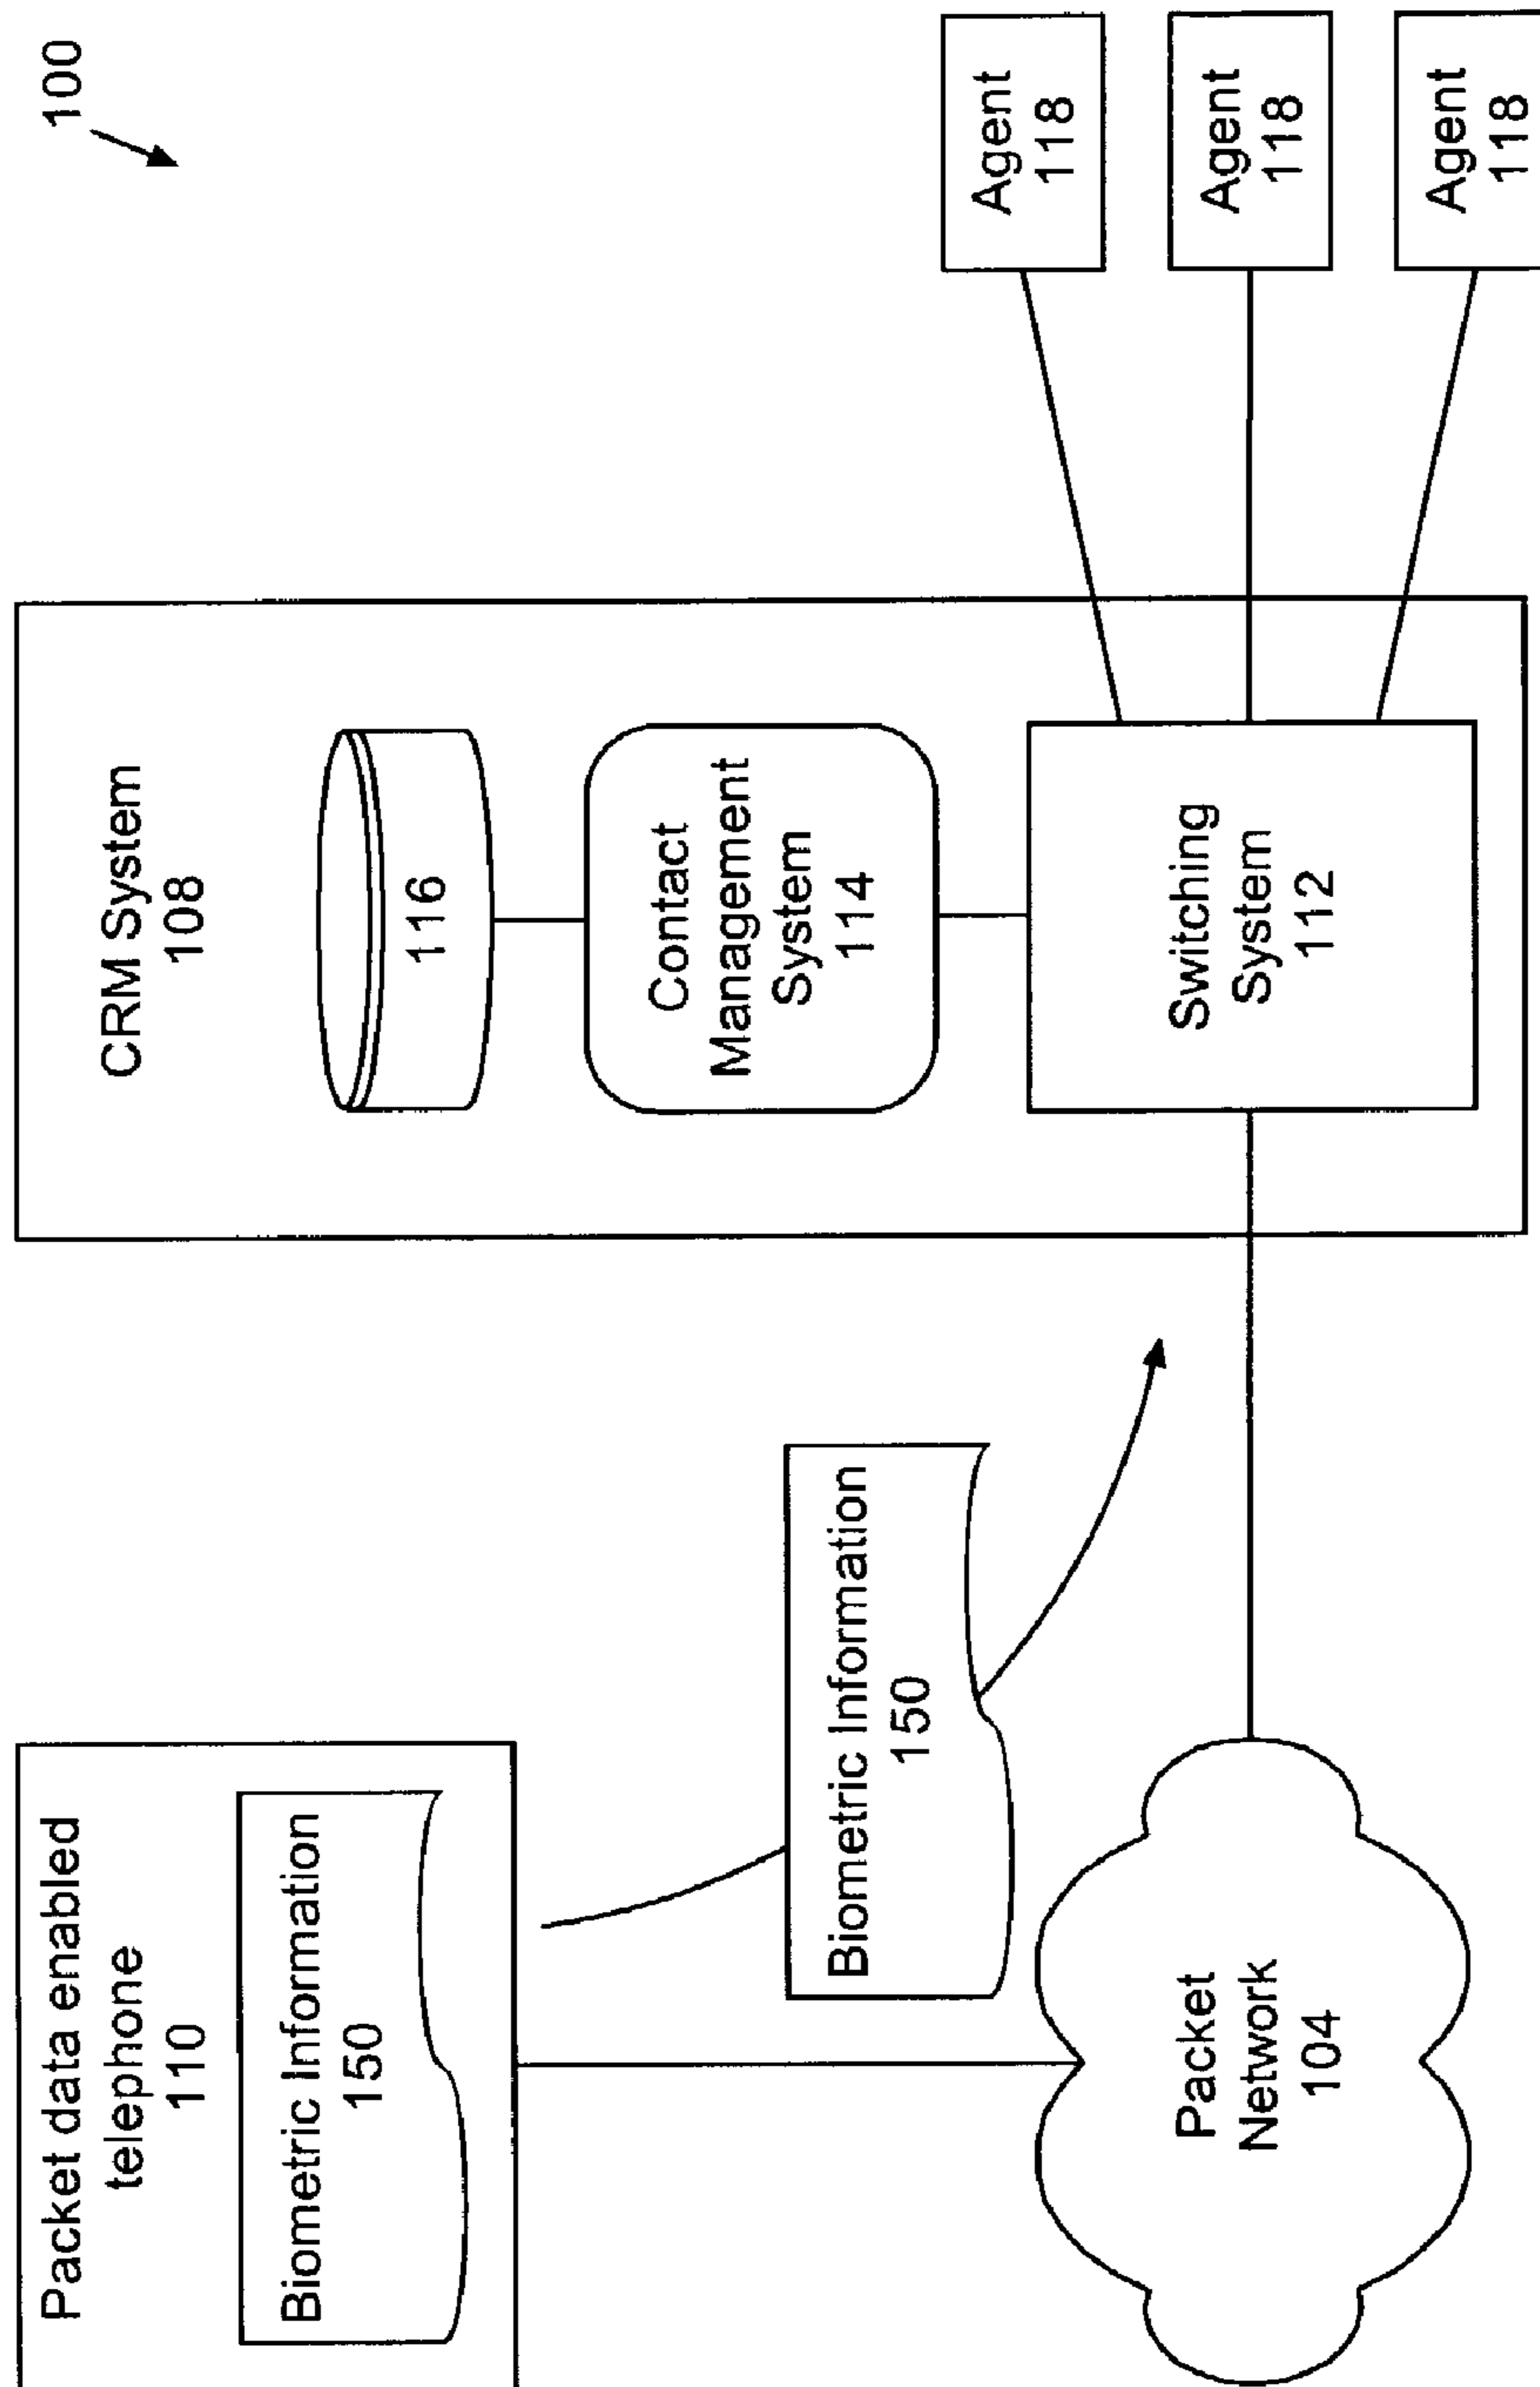 100
Packet data enabled
telephone
110
Biometric Information
150
Biometric Information
150
Packet
Network
104
CRM System
108
116
Contact
Management
System
114
Switching
System
112
Agent
118
Agent
118
Agent
118